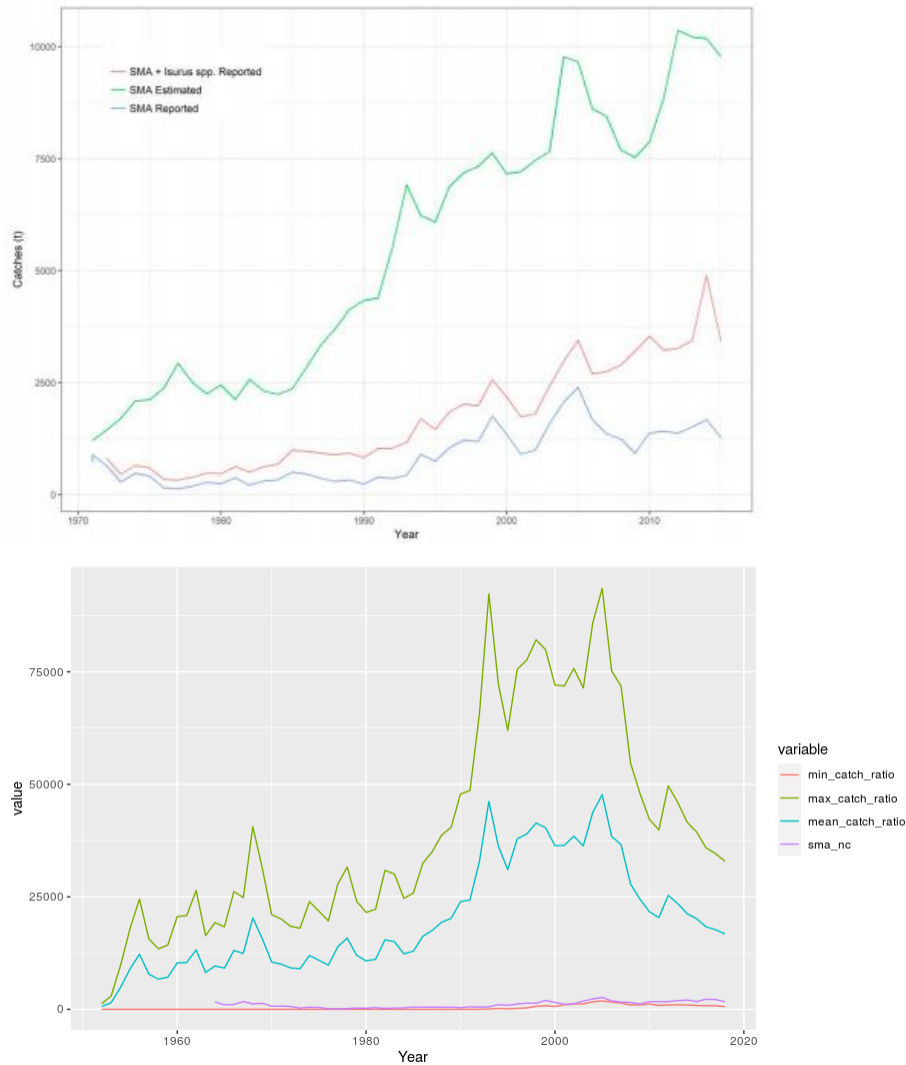 10000
7500
5000
2500
0
Catches (t)
SMA + Isurus spp. Reported
SMA Estimated
SMA Reported
1970 1980 1990 2000 2010
Year
75000
50000
25000
0
value
1960 1980 2000 2020
Year
variable
min_catch_ratio
max_catch_ratio
mean_catch_ratio
sma_nc